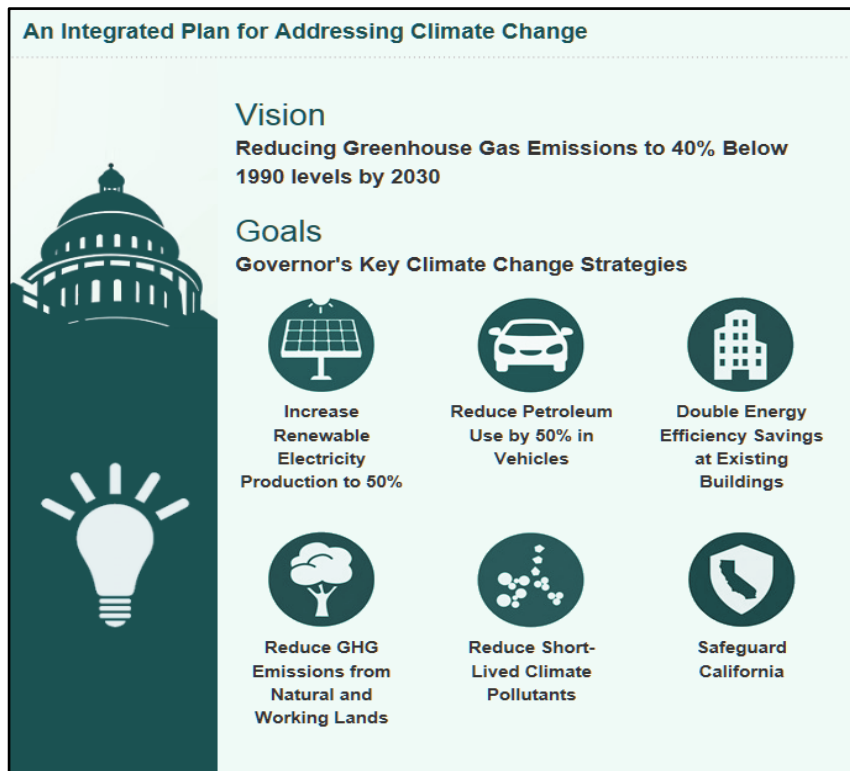 An Integrated Plan for Addressing Climate Change
Vision
Reducing Greenhouse Gas Emissions to 40% Below
1990 levels by 2030
Goals
Governor's Key Climate Change Strategies
Increase
Renewable
Electricity
Production to 50%
Reduce Petroleum
Use by 50% in
Vehicles
Double Energy
Efficiency Savings
at Existing
Buildings
Reduce GHG
Emissions from
Natural and
Working Lands
Reduce Short-
Lived Climate
Pollutants
Safeguard
California